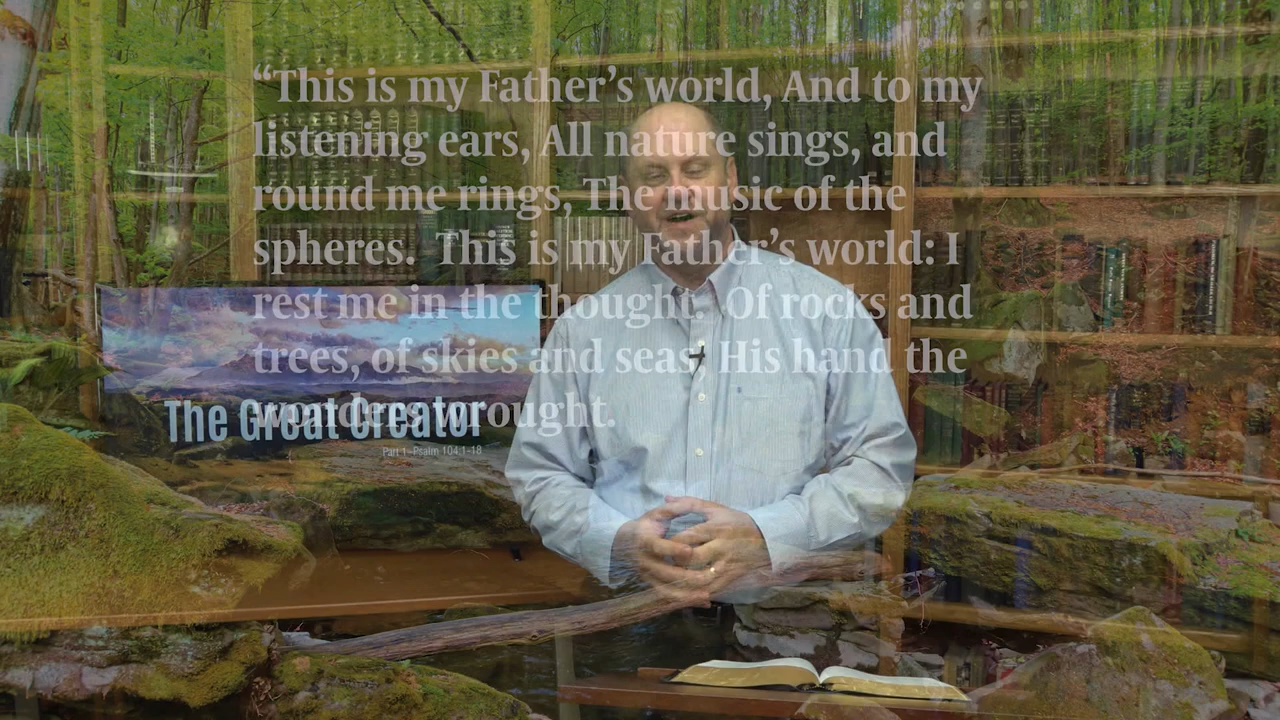 “This is my Father’s world, And to my
listening ears, All nature sings, and
round me rings, The music of the
spheres.  This is my Father’s world: I
rest me in the thought Of rocks and
trees, of skies and seas; His hand the
wonders wrought.
The Great Creator
Part 1–Psalm 104:1-18